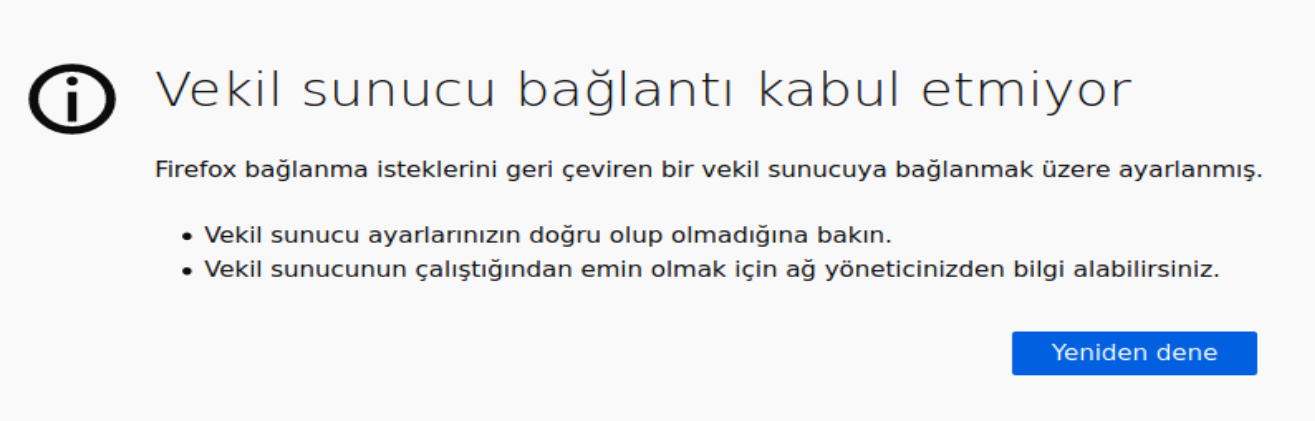 Vekil sunucu bağlantı kabul etmiyor
Firefox bağlanma isteklerini geri çeviren bir vekil sunucuya bağlanmak üzere ayarlanmış.
• Vekil sunucu ayarlarınızın doğru olup olmadığına bakın.
• Vekil sunucunun çalıştığından emin olmak için ağ yöneticinizden bilgi alabilirsiniz.
Yeniden dene